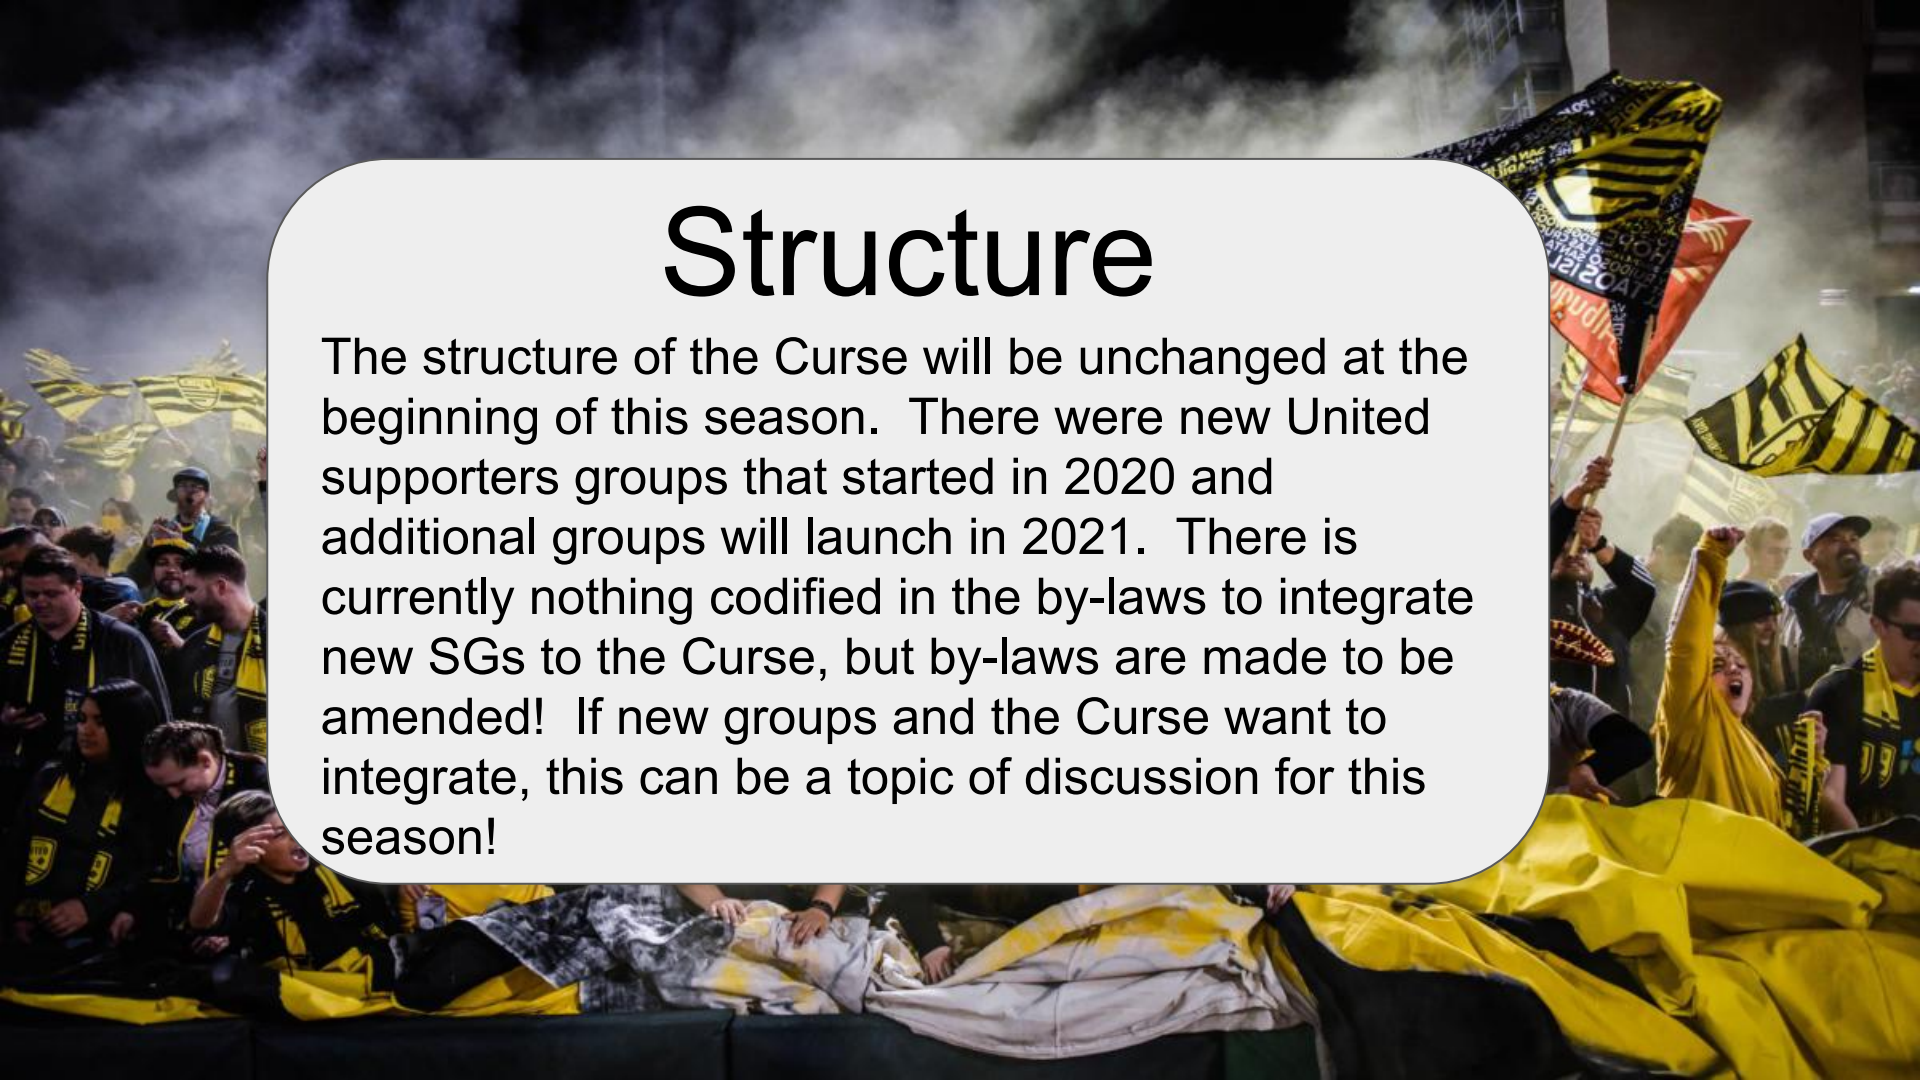 Structure
The structure of the Curse will be unchanged at the
beginning of this season.  There were new United
supporters groups that started in 2020 and
additional groups will launch in 2021.  There is
currently nothing codified in the by-laws to integrate
new SGs to the Curse, but by-laws are made to be
amended!  If new groups and the Curse want to
integrate, this can be a topic of discussion for this
season!